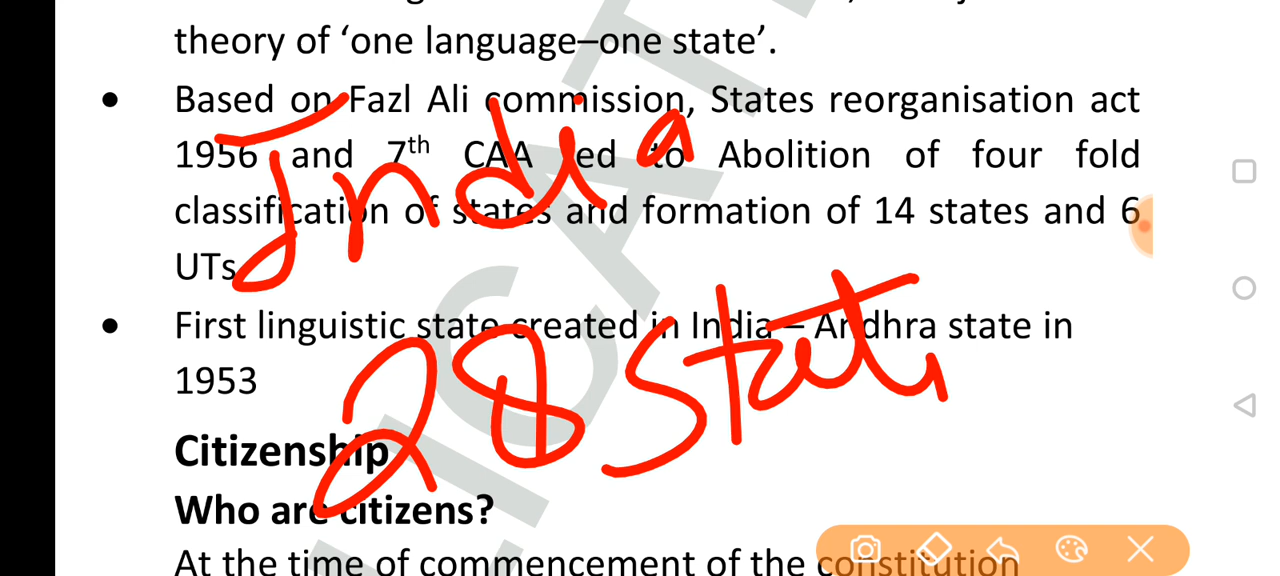 theory of ‘one language–one state’.
• Based on Fazl Ali commission, States reorganisation act
1956 and 7th CAA led to Abolition of four fold
classification of states and formation of 14 states and 6
UTs
• First linguistic state created in India – Andhra state in
1953
India
28 State
Citizenship
Who are citizens?
At the time of commencement of the constitution